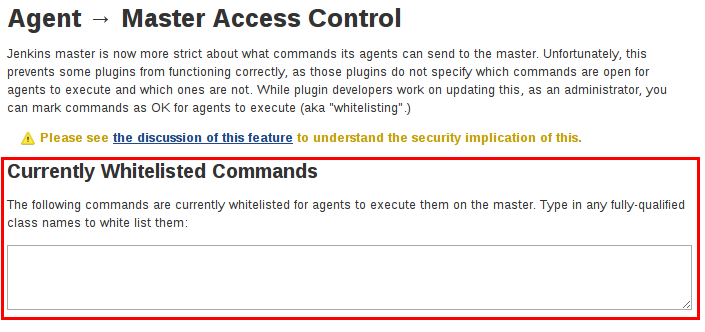 Agent → Master Access Control
Jenkins master is now more strict about what commands its agents can send to the master. Unfortunately, this
prevents some plugins from functioning correctly, as those plugins do not specify which commands are open for
agents to execute and which ones are not. While plugin developers work on updating this, as an administrator, you
can mark commands as OK for agents to execute (aka "whitelisting".)
Please see the discussion of this feature to understand the security implication of this.
Currently Whitelisted Commands
The following commands are currently whitelisted for agents to execute them on the master. Type in any fully-qualified
class names to white list them: